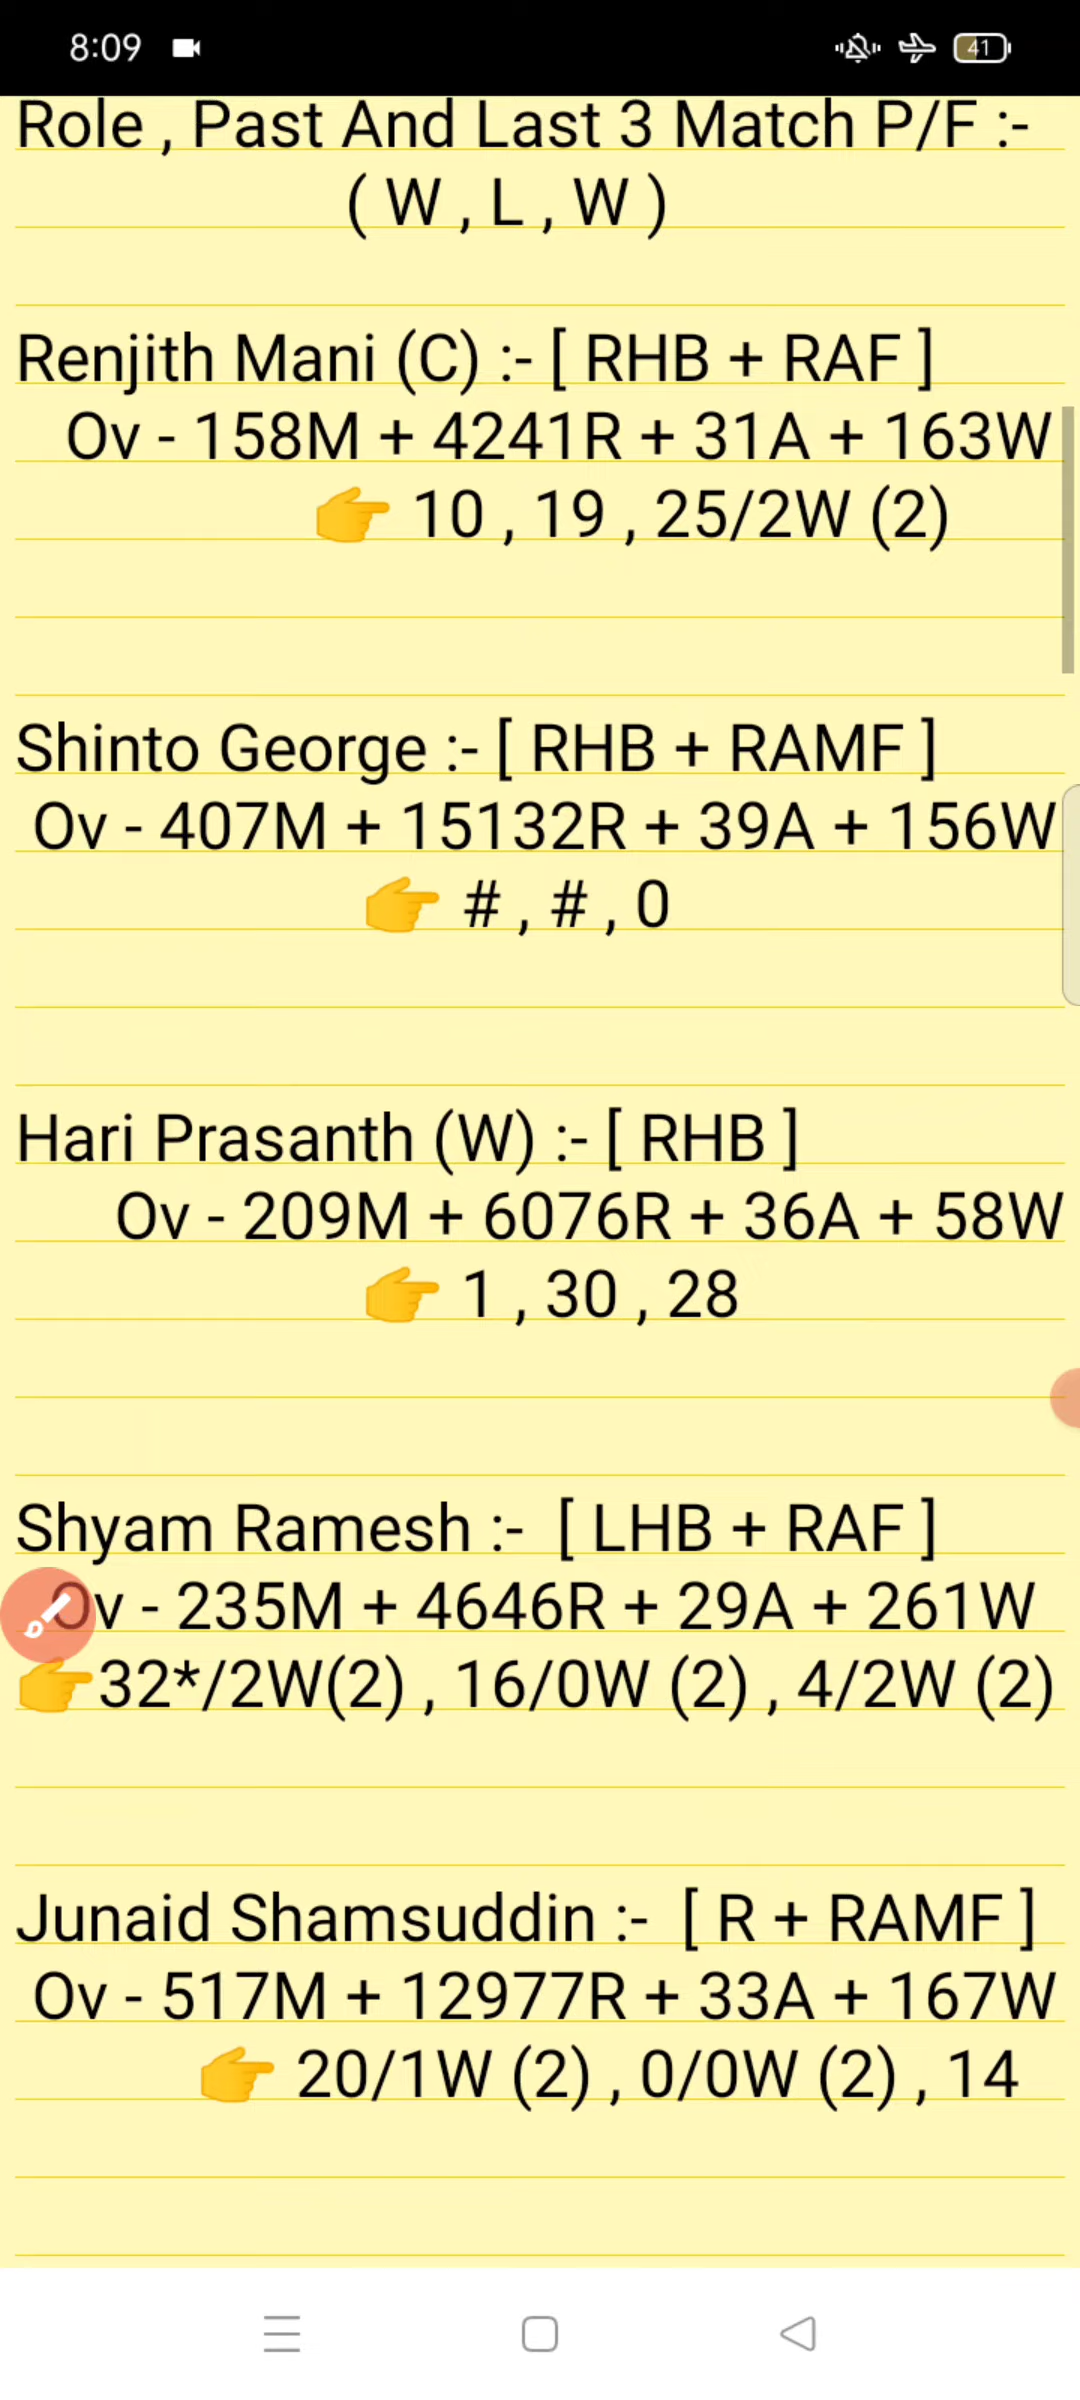 8:09
41
Role , Past And Last 3 Match P/F :-
( W , L , W )
Renjith Mani (C) :- [ RHB + RAF ]
Ov - 158M + 4241R + 31A + 163W
👉 10 , 19 , 25/2W (2)
Shinto George :- [ RHB + RAMF ]
Ov - 407M + 15132R + 39A + 156W
👉 # , # , 0
Hari Prasanth (W) :- [ RHB ]
Ov - 209M + 6076R + 36A + 58W
👉 1 , 30 , 28
Shyam Ramesh :- [ LHB + RAF ]
Ov - 235M + 4646R + 29A + 261W
👉32*/2W(2) , 16/0W (2) , 4/2W (2)
Junaid Shamsuddin :- [ R + RAMF ]
Ov - 517M + 12977R + 33A + 167W
👉 20/1W (2) , 0/0W (2) , 14